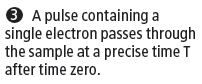 ❸ A pulse containing a
single electron passes through
the sample at a precise time T
after time zero.